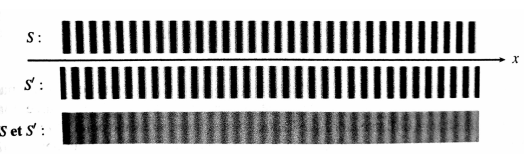 S :
x
S' :
S et S' :